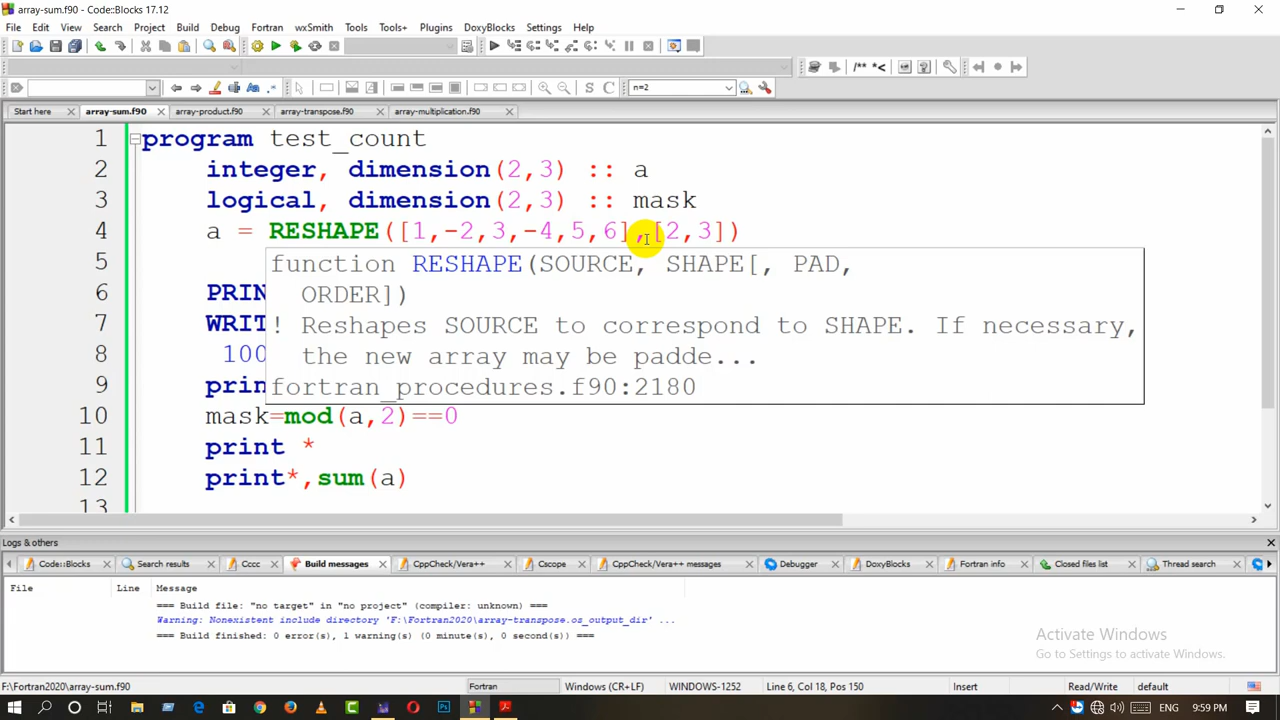 array-sum.f90 - Code::Blocks 17.12
File Edit View Search Project Build Debug Fortran wxSmith Tools Tools+ Plugins DoxyBlocks Settings Help
/** *<
S C n=2
Start here array-sum.f90 array-product.f90 array-transpose.f90 array-multiplication.f90
1 program test_count
2 integer, dimension(2,3) :: a
3 logical, dimension(2,3) :: mask
4 a = RESHAPE([1,-2,3,-4,5,6],[2,3])
5 function RESHAPE(SOURCE, SHAPE[, PAD,
6 PRIN ORDER])
7 WRIT ! Reshapes SOURCE to correspond to SHAPE. If necessary,
8 100 the new array may be padde...
9 prin fortran_procedures.f90:2180
10 mask=mod(a,2)==0
11 print *
12 print*,sum(a)
13
Logs & others
Code::Blocks Search results Cccc Build messages CppCheck/Vera++ Cscope CppCheck/Vera++ messages Debugger DoxyBlocks Fortran info Closed files list Thread search
File Line Message
=== Build file: "no target" in "no project" (compiler: unknown) ===
Warning: Nonexistent include directory 'F:\Fortran2020\array-transpose.os_output_dir' ...
=== Build finished: 0 error(s), 1 warning(s) (0 minute(s), 0 second(s)) ===
Activate Windows
Go to Settings to activate Windows.
F:\Fortran2020\array-sum.f90 Fortran Windows (CR+LF) WINDOWS-1252 Line 6, Col 18, Pos 150 Insert Read/Write default
ENG 9:59 PM